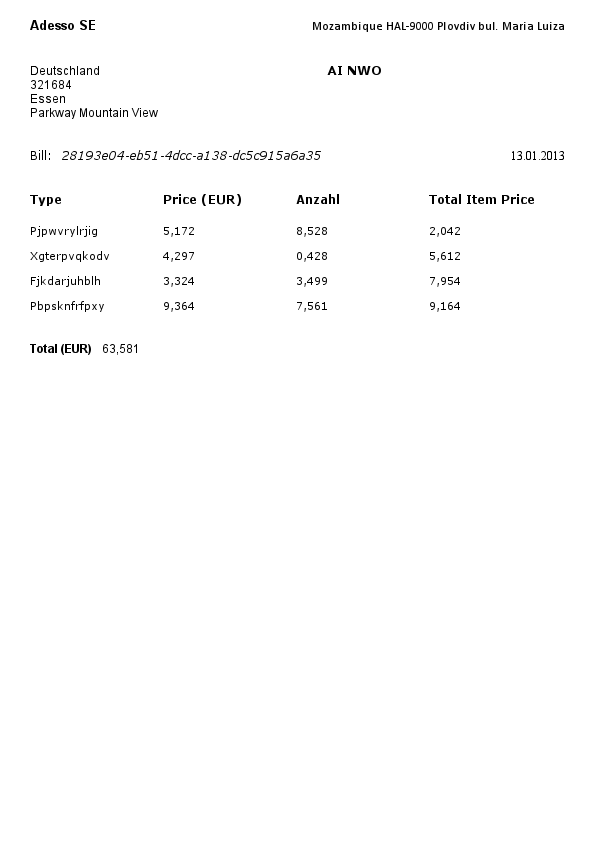 Adesso SE Mozambique HAL-9000 Plovdiv bul. Maria Luiza
Deutschland AI NWO
321684
Essen
Parkway Mountain View
Bill: 28193e04-eb51-4dcc-a138-dc5c915a6a35 13.01.2013
Type Price (EUR) Anzahl Total Item Price
Pjpwvrylrjig 5,172 8,528 2,042
Xgterpvqkodv 4,297 0,428 5,612
Fjkdarjuhblh 3,324 3,499 7,954
Pbpsknfrfpxy 9,364 7,561 9,164
Total (EUR) 63,581